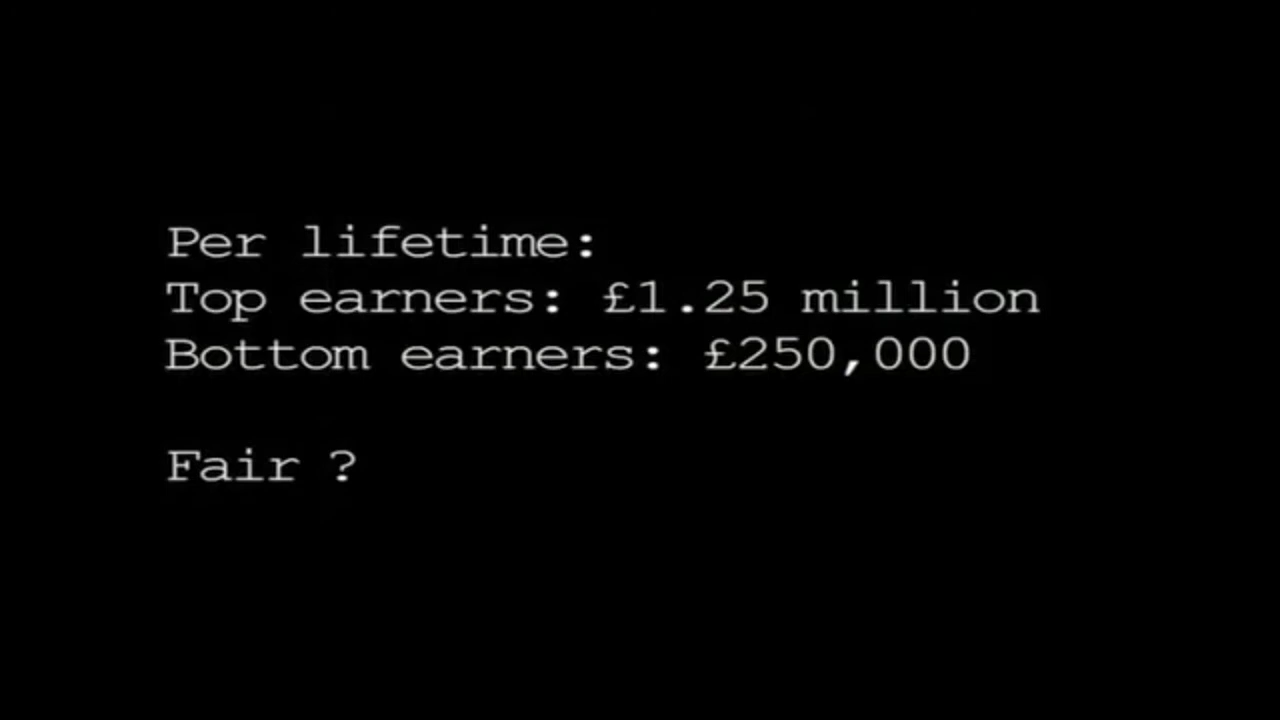 Per lifetime:
Top earners: £1.25 million
Bottom earners: £250,000
Fair ?